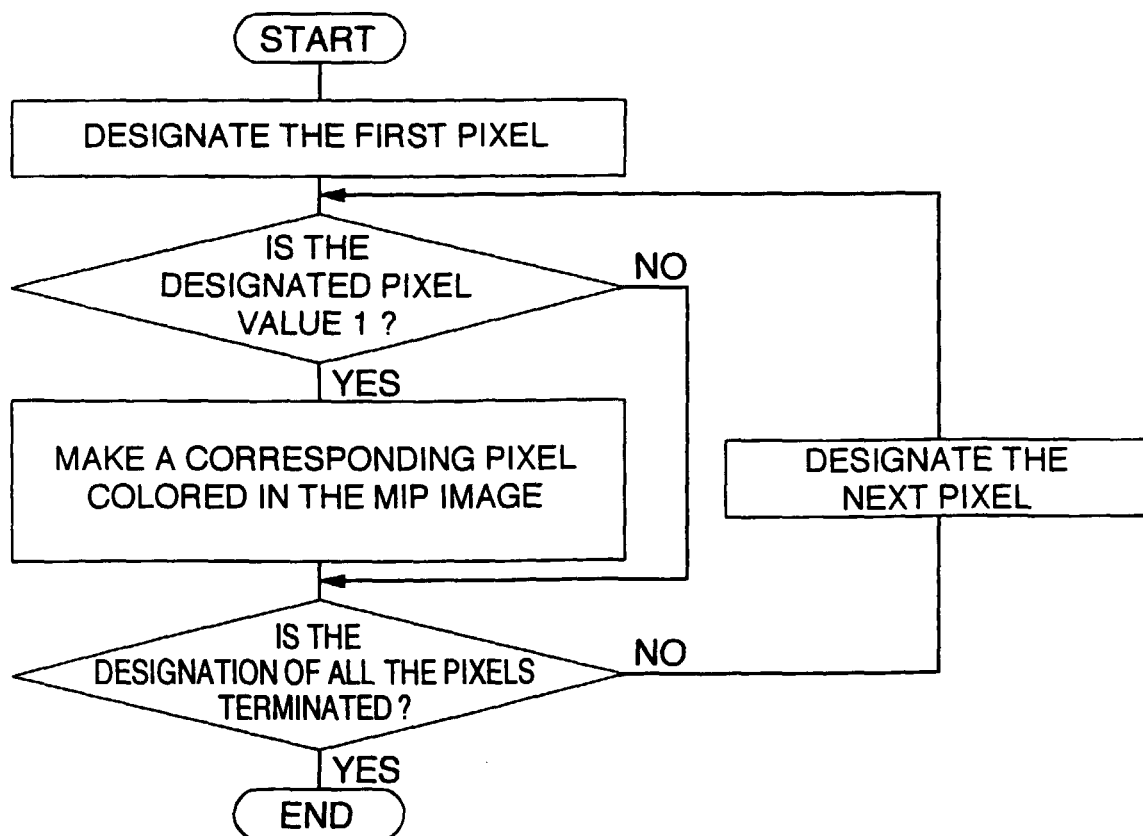 START
DESIGNATE THE FIRST PIXEL
IS THE
DESIGNATED PIXEL
VALUE 1 ?
NO
YES
MAKE A CORRESPONDING PIXEL
COLORED IN THE MIP IMAGE
DESIGNATE THE
NEXT PIXEL
IS THE
DESIGNATION OF ALL THE PIXELS
TERMINATED ?
NO
YES
END